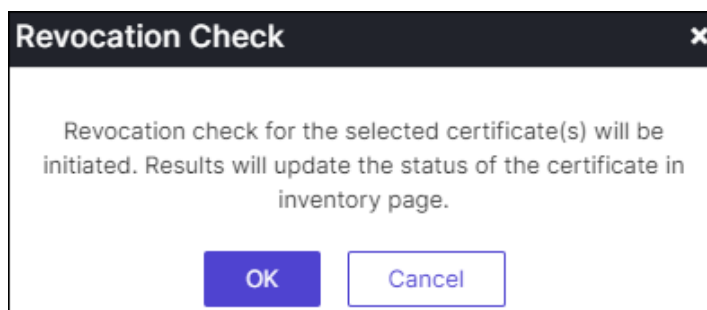 Revocation Check
Revocation check for the selected certificate(s) will be
initiated. Results will update the status of the certificate in
inventory page.
OK
Cancel